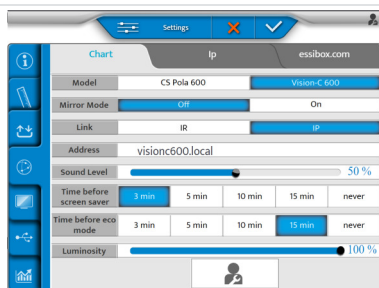 Settings
Chart Ip essibox.com
Model CS Pola 600 Vision-C 600
Mirror Mode Off On
Link IR IP
Address visionc600.local
Sound Level 50 %
Time before
screen saver 3 min 5 min 10 min 15 min never
Time before eco
mode 3 min 5 min 10 min 15 min never
Luminosity 100 %